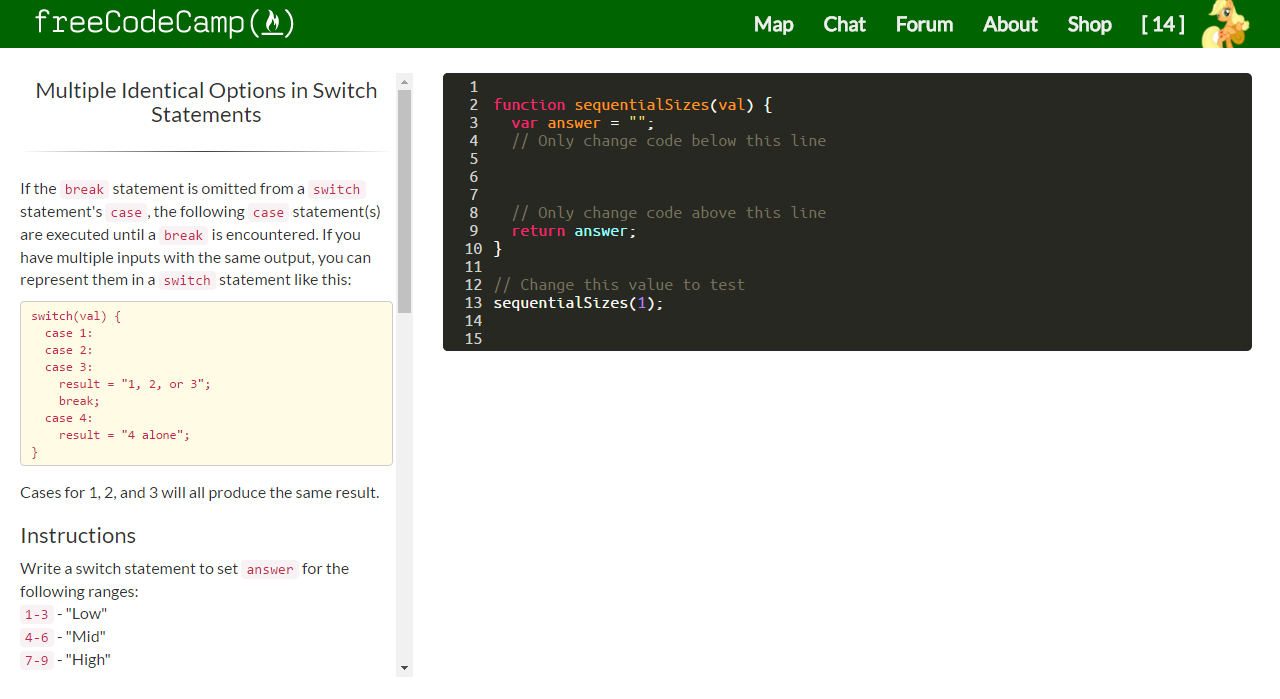 freeCodeCamp
Map Chat Forum About Shop [ 14 ]
Multiple Identical Options in Switch
Statements
If the break statement is omitted from a switch
statement's case , the following case statement(s)
are executed until a break is encountered. If you
have multiple inputs with the same output, you can
represent them in a switch statement like this:
switch(val) {
  case 1:
  case 2:
  case 3:
    result = "1, 2, or 3";
    break;
  case 4:
    result = "4 alone";
}
Cases for 1, 2, and 3 will all produce the same result.
Instructions
Write a switch statement to set answer for the
following ranges:
1-3 - "Low"
4-6 - "Mid"
7-9 - "High"
1
2 function sequentialSizes(val) {
3   var answer = "";
4   // Only change code below this line
5
6
7
8   // Only change code above this line
9   return answer;
10 }
11
12 // Change this value to test
13 sequentialSizes(1);
14
15